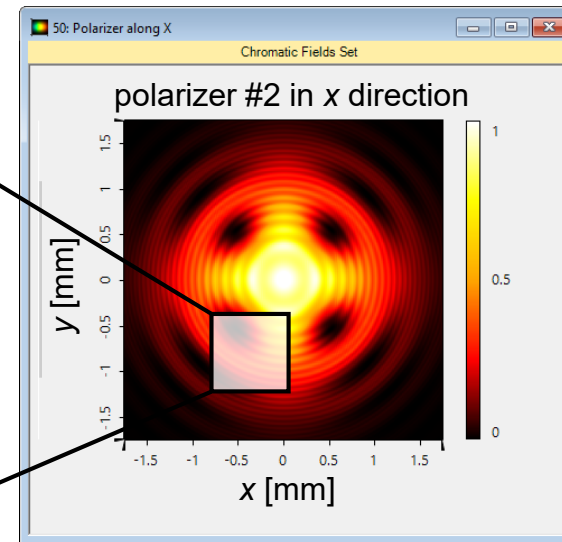 50: Polarizer along X
Chromatic Fields Set
polarizer #2 in x direction
1.5
1
0.5
0
-0.5
-1
-1.5
y [mm]
-1.5 -1 -0.5 0 0.5 1 1.5
x [mm]
1
0.5
0